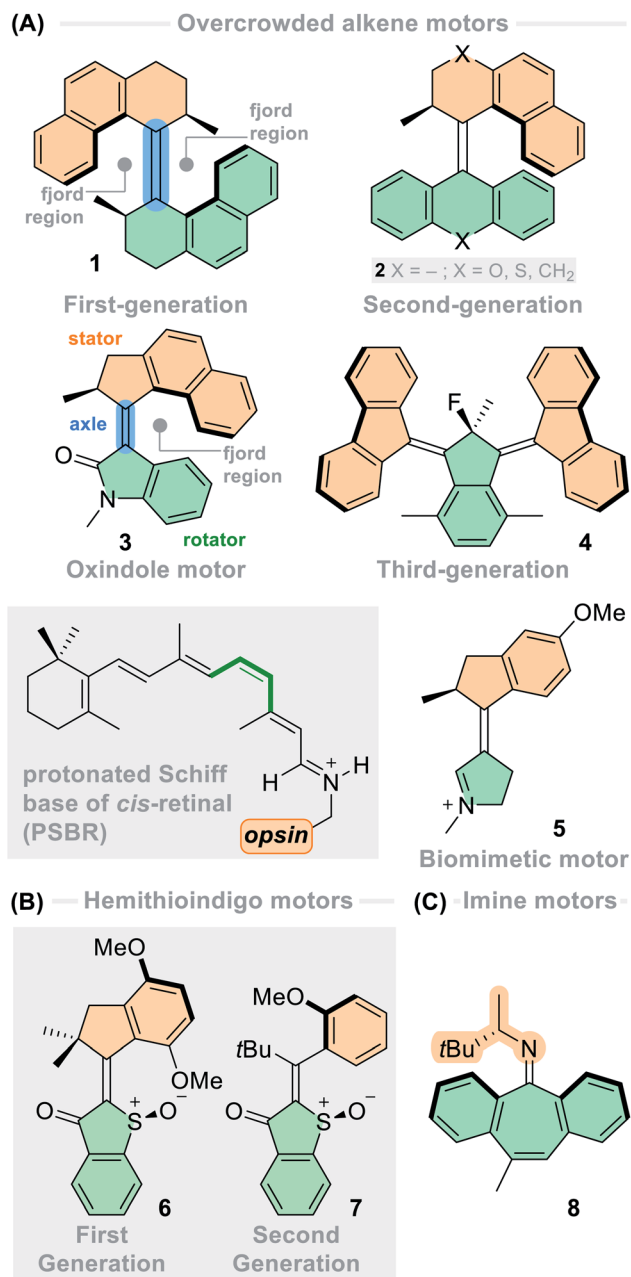 (A) Overcrowded alkene motors
fjord
region
fjord
region
1
First-generation
X
X
2 X = – ; X = O, S, CH2
Second-generation
stator
axle
fjord
region
O
N
rotator
3
Oxindole motor
F
4
Third-generation
H
N
+
H
opsin
protonated Schiff
base of cis-retinal
(PSBR)
OMe
+
N
5
Biomimetic motor
(B) Hemithioindigo motors
MeO
OMe
O
S
+
O
–
6
First
Generation
MeO
tBu
O
S
+
O
–
7
Second
Generation
(C) Imine motors
tBu
N
8